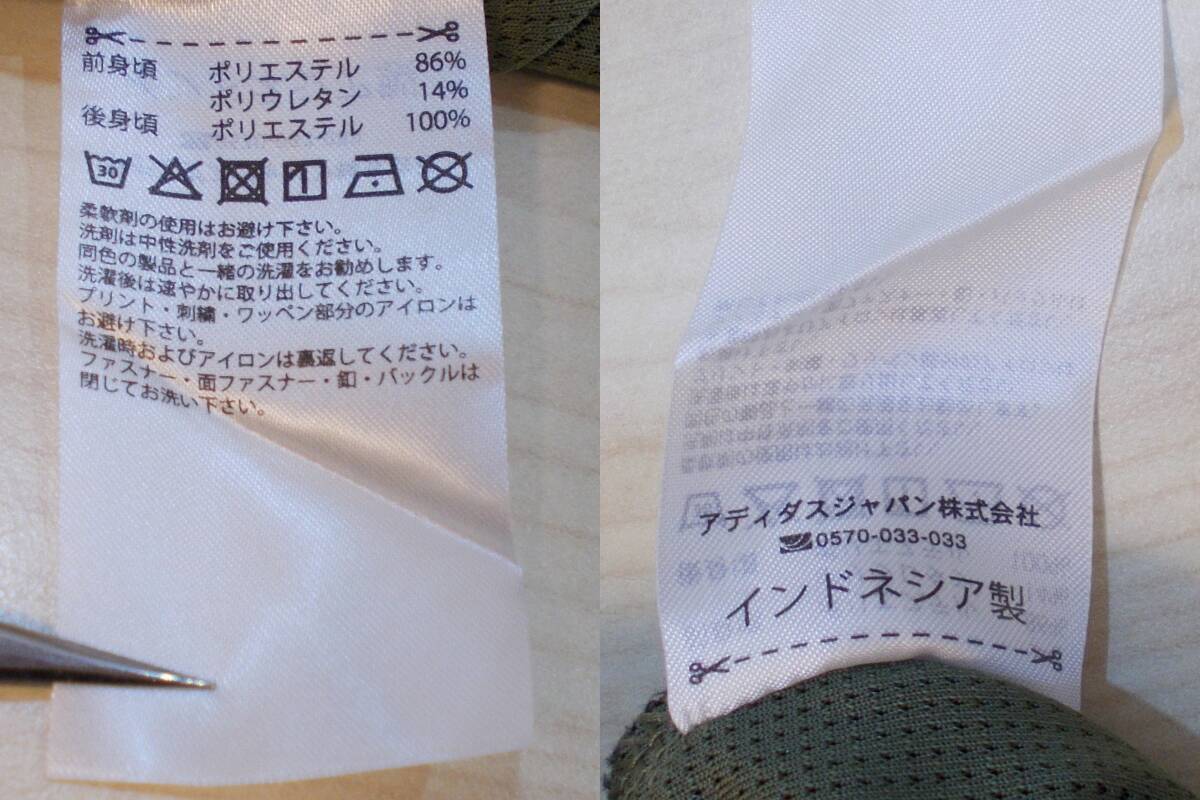 前身頃 ポリエステル 86%
ポリウレタン 14%
後身頃 ポリエステル 100%
30
柔軟剤の使用はお避け下さい。
洗剤は中性洗剤をご使用ください。
同色の製品と一緒の洗濯をお勧めします。
洗濯後は速やかに取り出してください。
プリント・刺繍・ワッペン部分のアイロンは
お避け下さい。
洗濯時およびアイロンは裏返してください。
ファスナー・面ファスナー・釦・バックルは
閉じてお洗い下さい。
アディダスジャパン株式会社
0570-033-033
インドネシア製